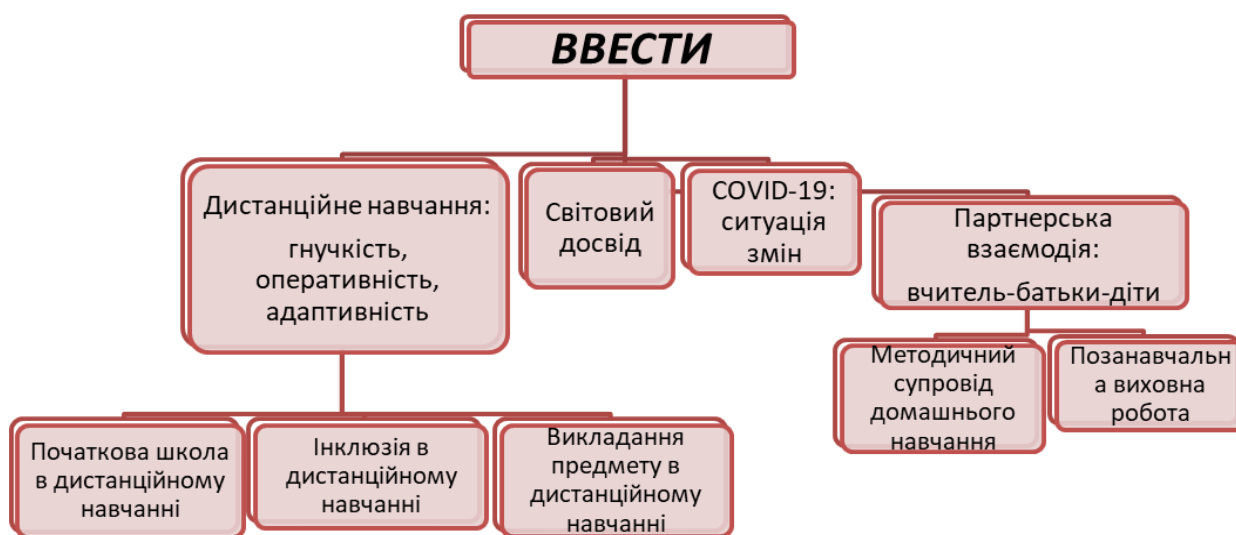 ВВЕСТИ
Дистанційне навчання:
гнучкість,
оперативність,
адаптивність
Світовий
досвід
COVID-19:
ситуація
змін
Партнерська
взаємодія:
вчитель-батьки-діти
Початкова школа
в дистанційному
навчанні
Інклюзія в
дистанційному
навчанні
Викладання
предмету в
дистанційному
навчанні
Методичний
супровід
домашнього
навчання
Позанавчальн
а виховна
робота